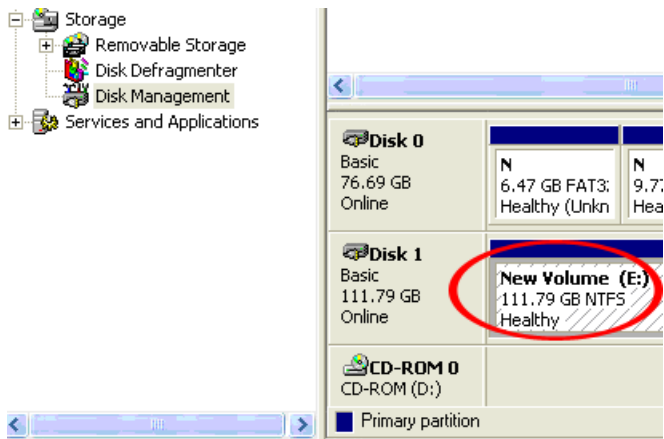 Storage
Removable Storage
Disk Defragmenter
Disk Management
Services and Applications
Disk 0
Basic
76.69 GB
Online
N
6.47 GB FAT3
Healthy (Unkn
N
9.77
Hea
Disk 1
Basic
111.79 GB
Online
New Volume (E:)
111.79 GB NTFS
Healthy
CD-ROM 0
CD-ROM (D:)
Primary partition